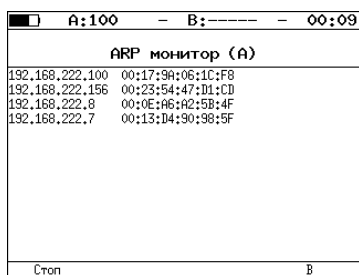 A:100 – B:----- – 00:09
ARP монитор (A)
192.168.222.100 00:17:9A:06:1C:F8
192.168.222.156 00:23:54:47:D1:CD
192.168.222.8 00:0E:A6:A2:5B:4F
192.168.222.7 00:13:D4:90:98:5F
Стоп B